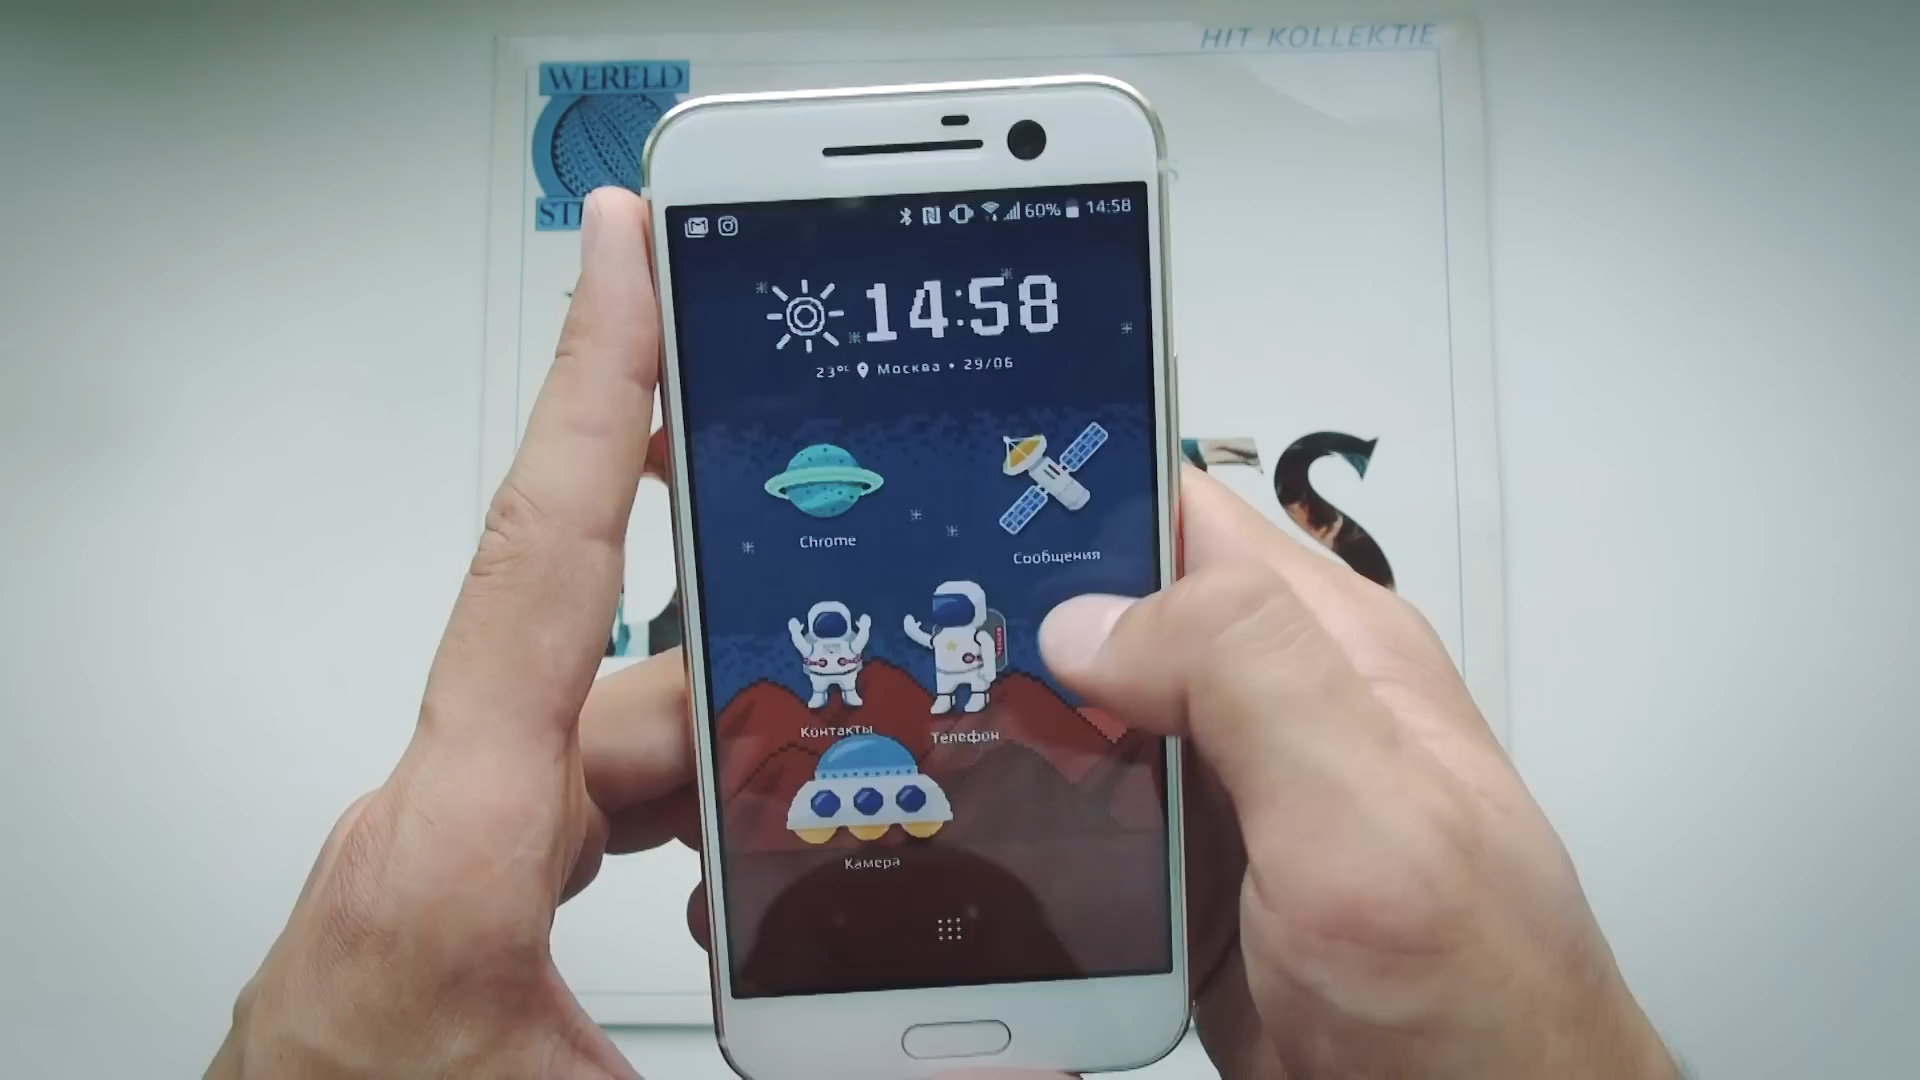 HIT KOLLEKTIE
WERELD
60% 14:58
14:58
23°C Москва • 29/06
Chrome
Сообщения
Контакты
Телефон
Камера